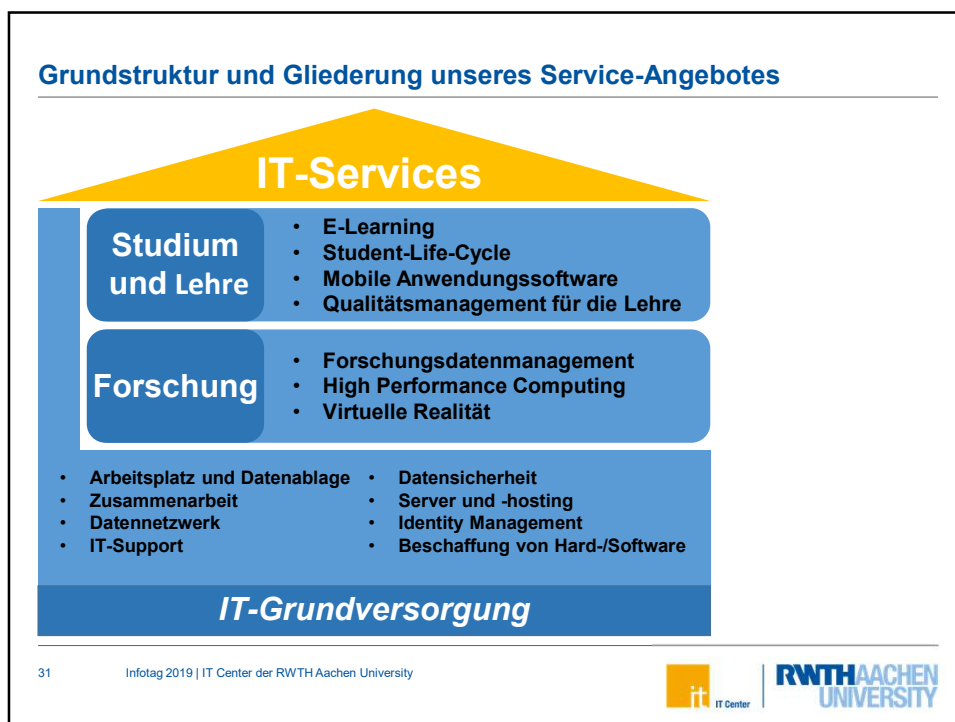 Grundstruktur und Gliederung unseres Service-Angebotes
IT-Services
Studium
und Lehre
• E-Learning
• Student-Life-Cycle
• Mobile Anwendungssoftware
• Qualitätsmanagement für die Lehre
Forschung
• Forschungsdatenmanagement
• High Performance Computing
• Virtuelle Realität
• Arbeitsplatz und Datenablage
• Zusammenarbeit
• Datennetzwerk
• IT-Support
• Datensicherheit
• Server und -hosting
• Identity Management
• Beschaffung von Hard-/Software
IT-Grundversorgung
31 Infotag 2019 | IT Center der RWTH Aachen University
it IT Center
RWTH AACHEN
UNIVERSITY